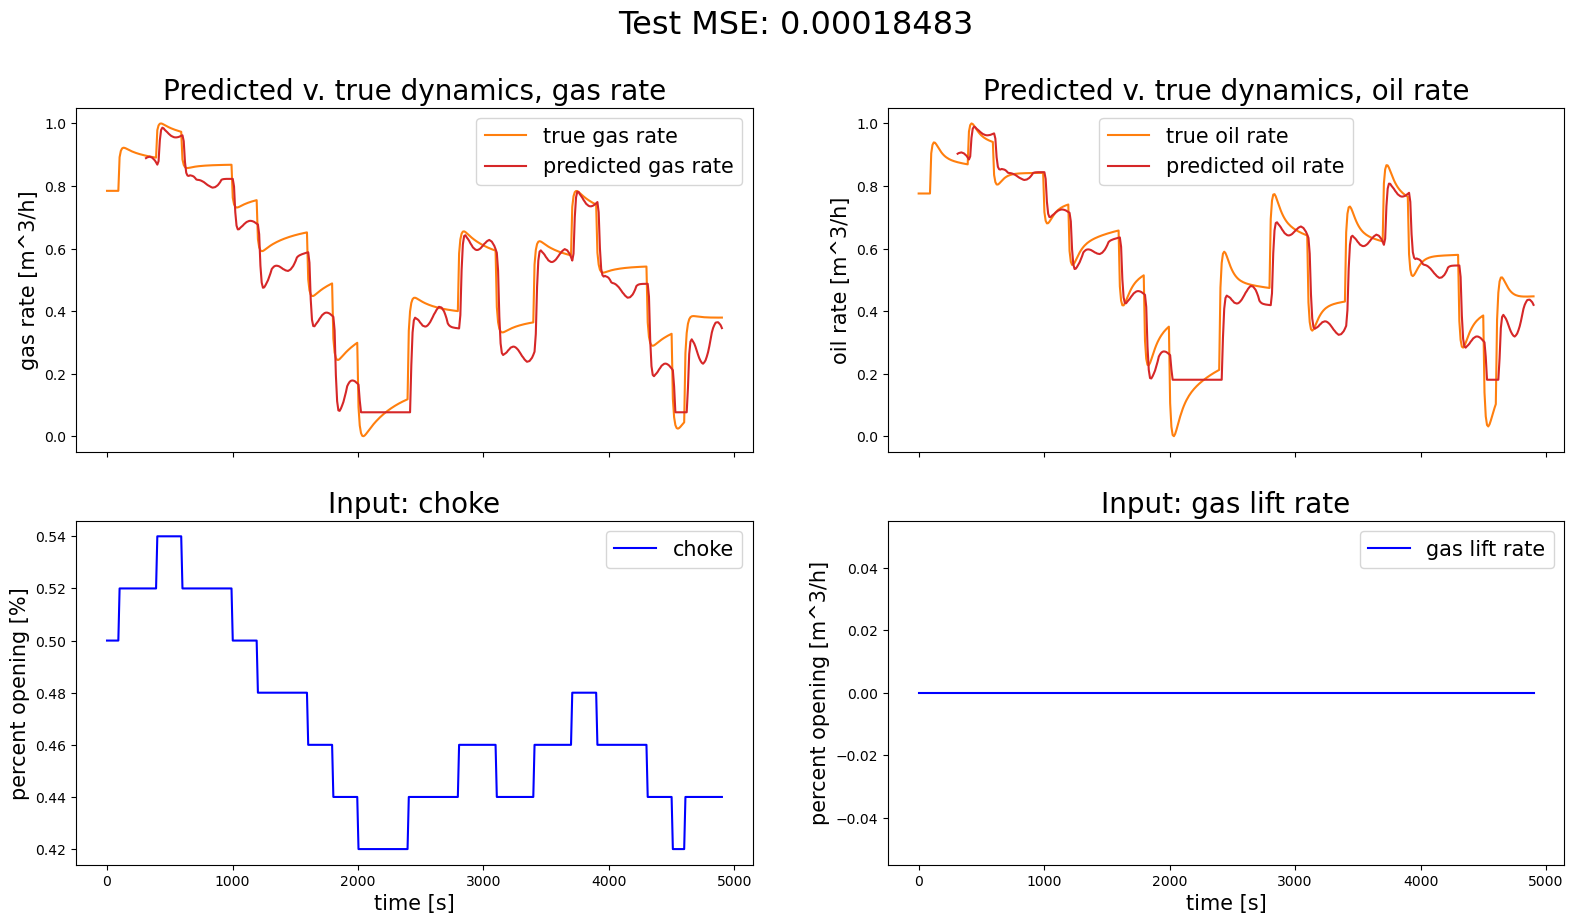 Test MSE: 0.00018483
Predicted v. true dynamics, gas rate
gas rate [m^3/h]
1.0
0.8
0.6
0.4
0.2
0.0
true gas rate
predicted gas rate
Predicted v. true dynamics, oil rate
oil rate [m^3/h]
1.0
0.8
0.6
0.4
0.2
0.0
true oil rate
predicted oil rate
Input: choke
percent opening [%]
0.54
0.52
0.50
0.48
0.46
0.44
0.42
choke
0 1000 2000 3000 4000 5000
time [s]
Input: gas lift rate
percent opening [m^3/h]
0.04
0.02
0.00
−0.02
−0.04
gas lift rate
0 1000 2000 3000 4000 5000
time [s]